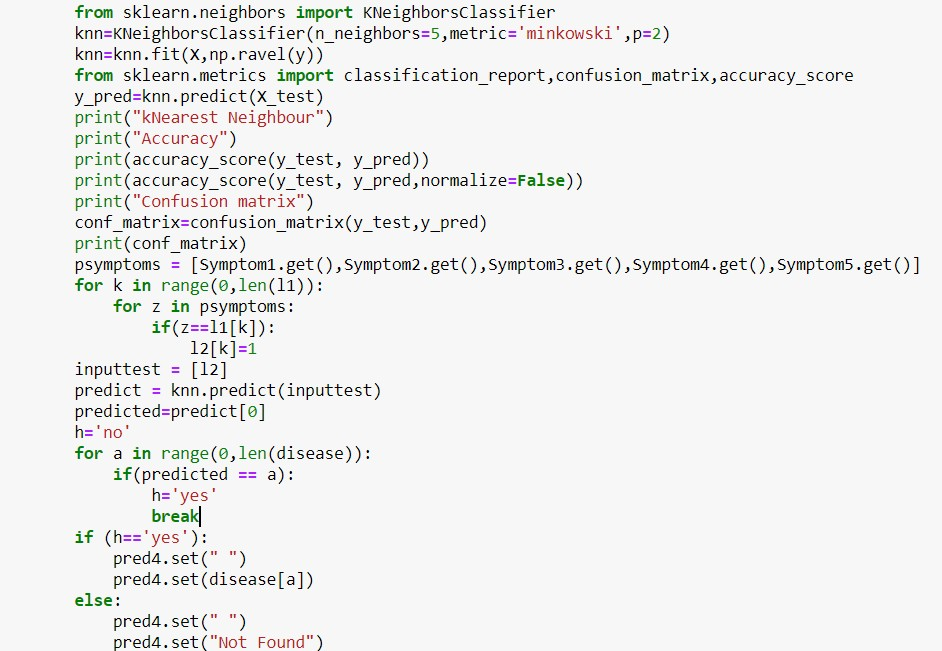 from sklearn.neighbors import KNeighborsClassifier
knn=KNeighborsClassifier(n_neighbors=5,metric='minkowski',p=2)
knn=knn.fit(X,np.ravel(y))
from sklearn.metrics import classification_report,confusion_matrix,accuracy_score
y_pred=knn.predict(X_test)
print("kNearest Neighbour")
print("Accuracy")
print(accuracy_score(y_test, y_pred))
print(accuracy_score(y_test, y_pred,normalize=False))
print("Confusion matrix")
conf_matrix=confusion_matrix(y_test,y_pred)
print(conf_matrix)
psymptoms = [Symptom1.get(),Symptom2.get(),Symptom3.get(),Symptom4.get(),Symptom5.get()]
for k in range(0,len(l1)):
    for z in psymptoms:
        if(z==l1[k]):
            l2[k]=1
inputtest = [l2]
predict = knn.predict(inputtest)
predicted=predict[0]
h='no'
for a in range(0,len(disease)):
    if(predicted == a):
        h='yes'
        break
if (h=='yes'):
    pred4.set(" ")
    pred4.set(disease[a])
else:
    pred4.set(" ")
    pred4.set("Not Found")